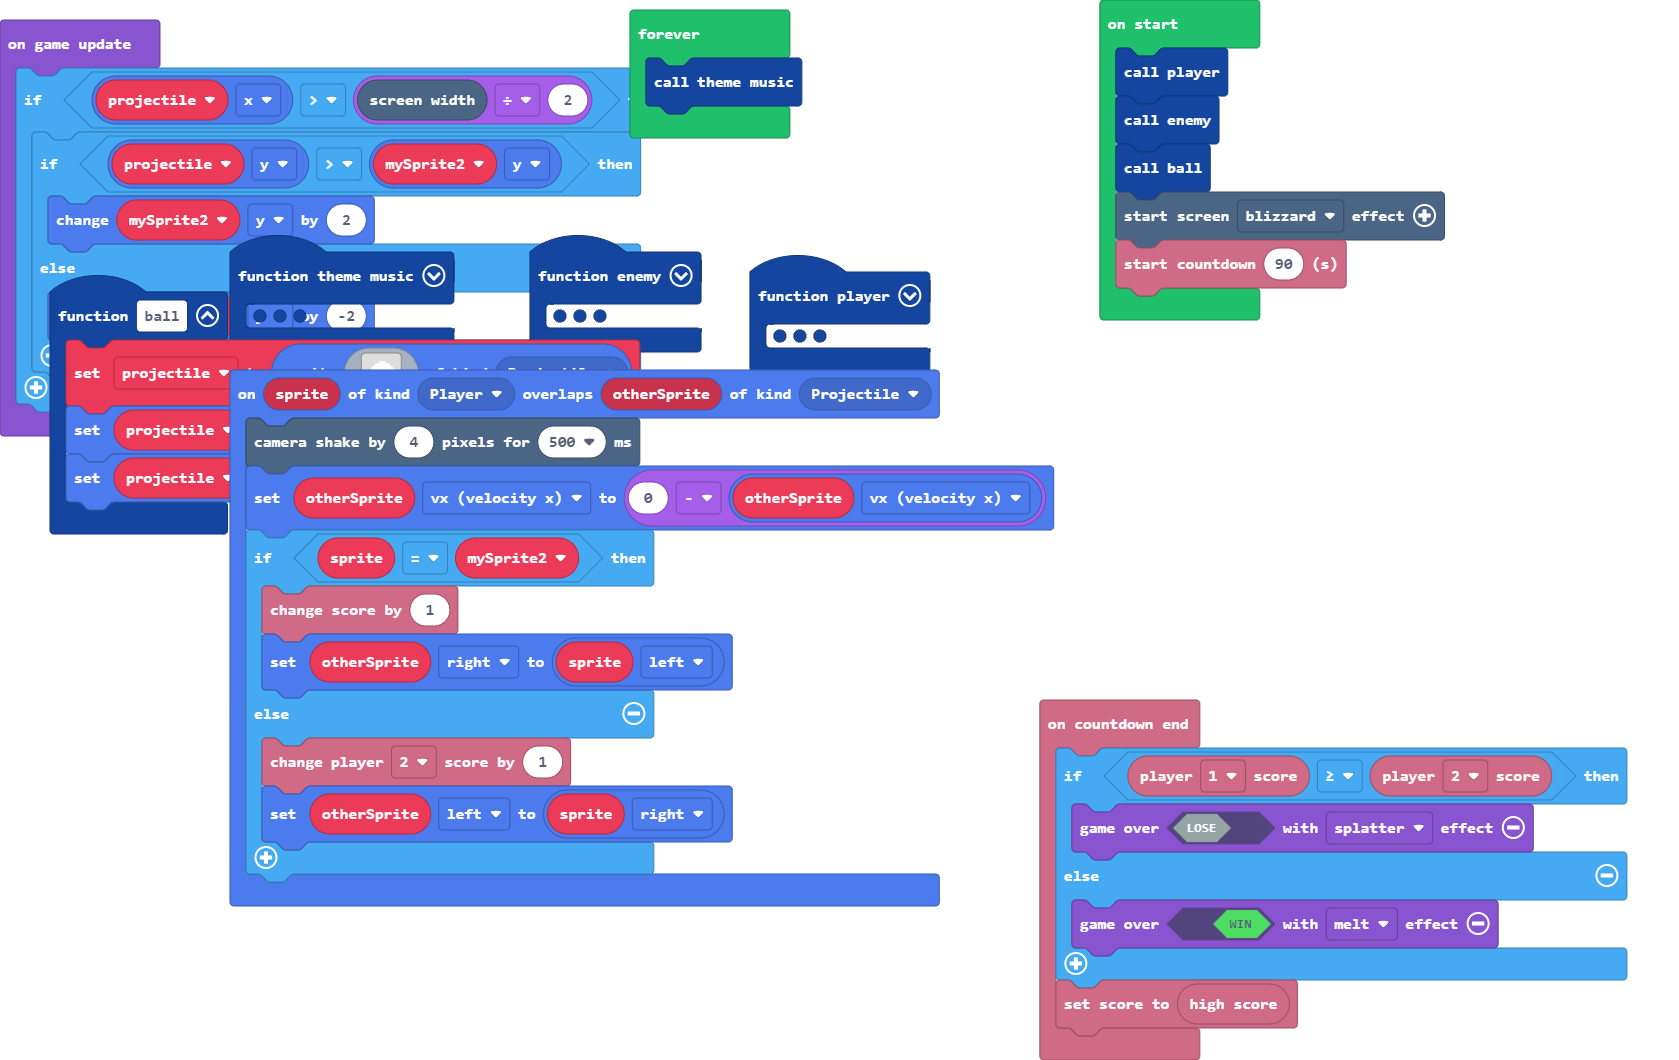 on game update
if projectile x > screen width ÷ 2
if projectile y > mySprite2 y then
change mySprite2 y by 2
else
y by -2
forever
call theme music
on start
call player
call enemy
call ball
start screen blizzard effect
start countdown 90 (s)
function theme music
function enemy
function player
function ball
set projectile
set projectile
set projectile
on sprite of kind Player overlaps otherSprite of kind Projectile
camera shake by 4 pixels for 500 ms
set otherSprite vx (velocity x) to 0 - otherSprite vx (velocity x)
if sprite = mySprite2 then
change score by 1
set otherSprite right to sprite left
else
change player 2 score by 1
set otherSprite left to sprite right
on countdown end
if player 1 score ≥ player 2 score then
game over LOSE with splatter effect
else
game over WIN with melt effect
set score to high score